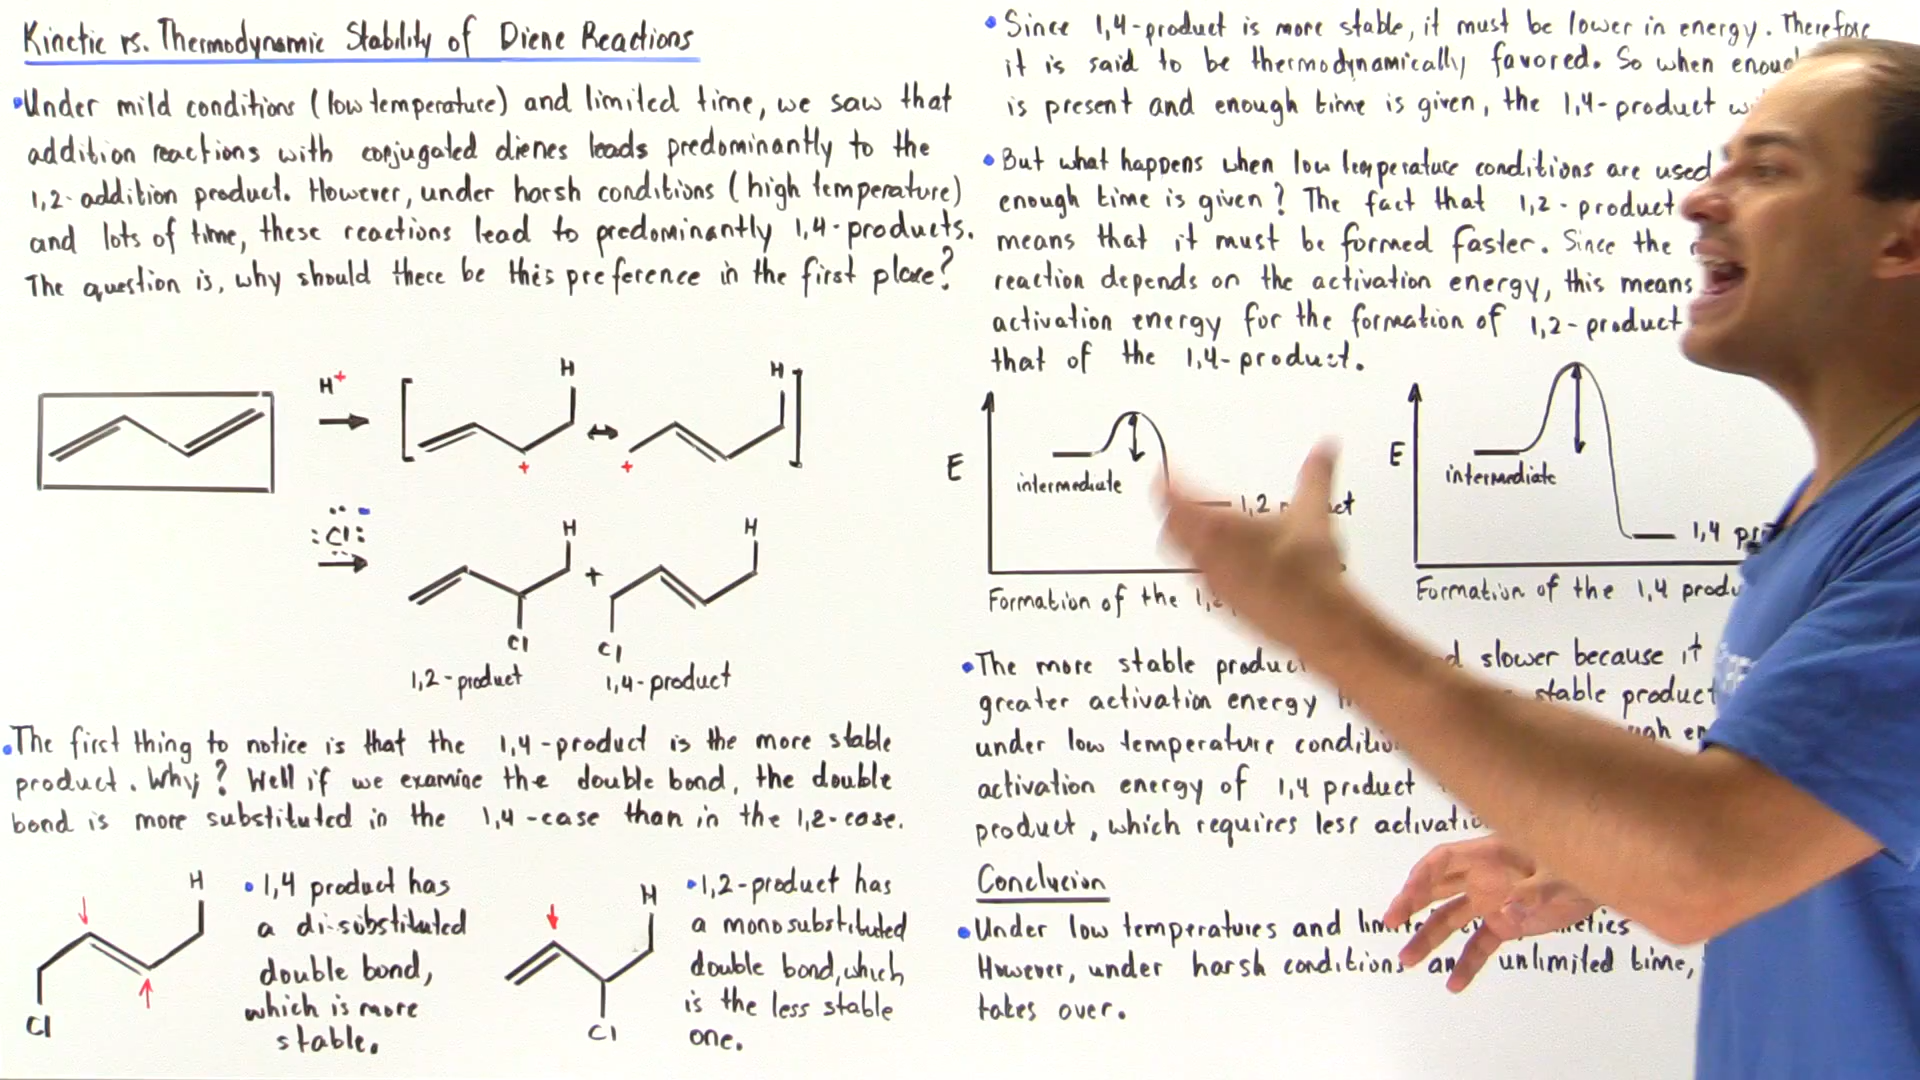 Kinetic vs. Thermodynamic Stability of Diene Reactions
•Under mild conditions (low temperature) and limited time, we saw that
addition reactions with conjugated dienes leads predominantly to the
1,2-addition product. However, under harsh conditions (high temperature)
and lots of time, these reactions lead to predominantly 1,4-products.
The question is, why should there be this preference in the first place?
H+
H
H
+
+
:Cl:
-
H
H
+
Cl
Cl
1,2-product
1,4-product
•The first thing to notice is that the 1,4-product is the more stable
product. Why? Well if we examine the double bond, the double
bond is more substituted in the 1,4-case than in the 1,2-case.
H
Cl
•1,4 product has
a di-substituted
double bond,
which is more
stable.
H
Cl
•1,2-product has
a monosubstituted
double bond, which
is the less stable
one.
•Since 1,4-product is more stable, it must be lower in energy. Therefore
it is said to be thermodynamically favored. So when
is present and enough time is given, the 1,4-product
•But what happens when low temperature conditions are used
enough time is given? The fact that 1,2-product
means that it must be formed faster. Since the
reaction depends on the activation energy, this means
activation energy for the formation of 1,2-product
that of the 1,4-product.
E
intermediate
1,2
Formation of the
E
intermediate
1,4
Formation of the 1,4
•The more stable slower because it
greater activation energy stable product
under low temperature
activation energy of 1,4 product
product, which requires less
Conclusion
•Under low temperatures and
However, under harsh conditions and unlimited time,
takes over.